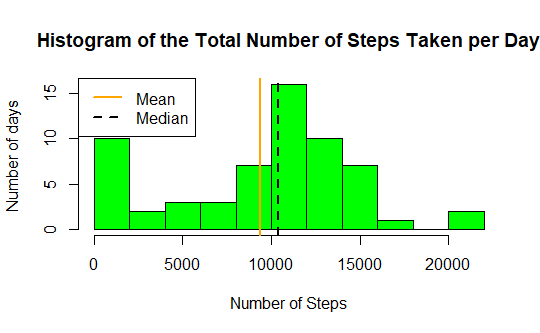 Histogram of the Total Number of Steps Taken per Day
Mean
Median
Number of days
15
10
5
0
0 5000 10000 15000 20000
Number of Steps